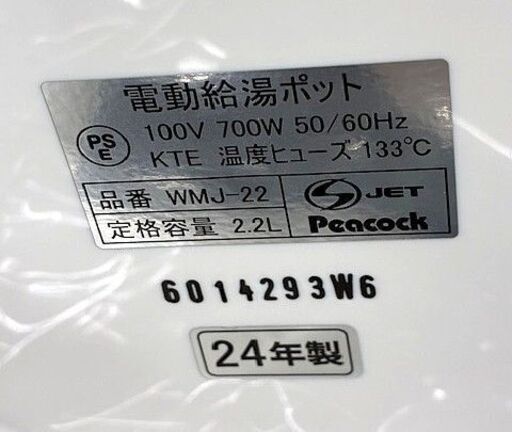 電動給湯ポット
PS
E
100V 700W 50/60Hz
KTE 温度ヒューズ 133℃
品番 WMJ-22
JET
定格容量 2.2L
Peacock
6014293W6
24年製